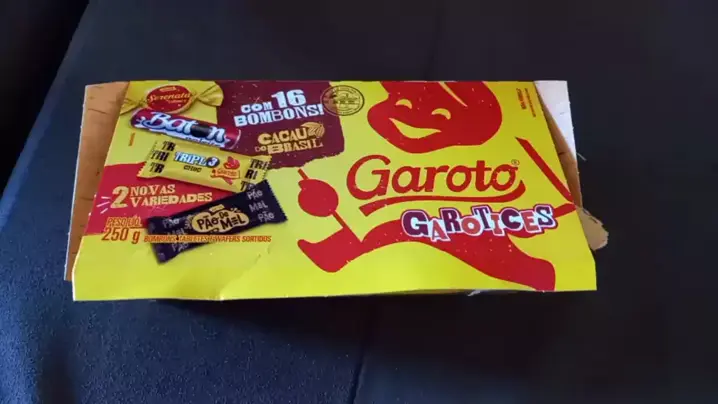 Serenata
COM 16
BOMBONS!
CACAU
DO BRASIL
Baton
TRIPL3
2 NOVAS
VARIEDADES
PÃO DE
MEL
PESO LÍQ.
250 g
BOMBONS, TABLETES E WAFERS SORTIDOS
Garoto®
GAROTICES